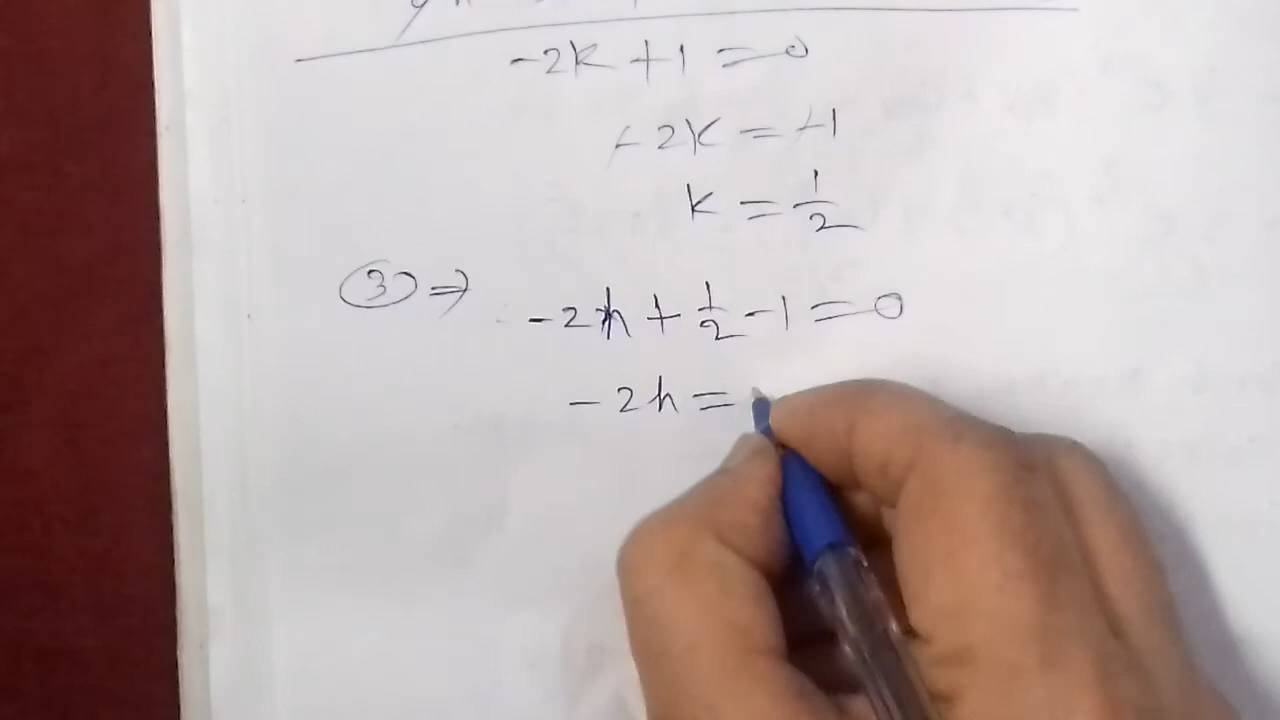 -2k + 1 = 0
-2k = -1
k = 1/2
③ ⇒ -2h + 1/2 - 1 = 0
-2h =